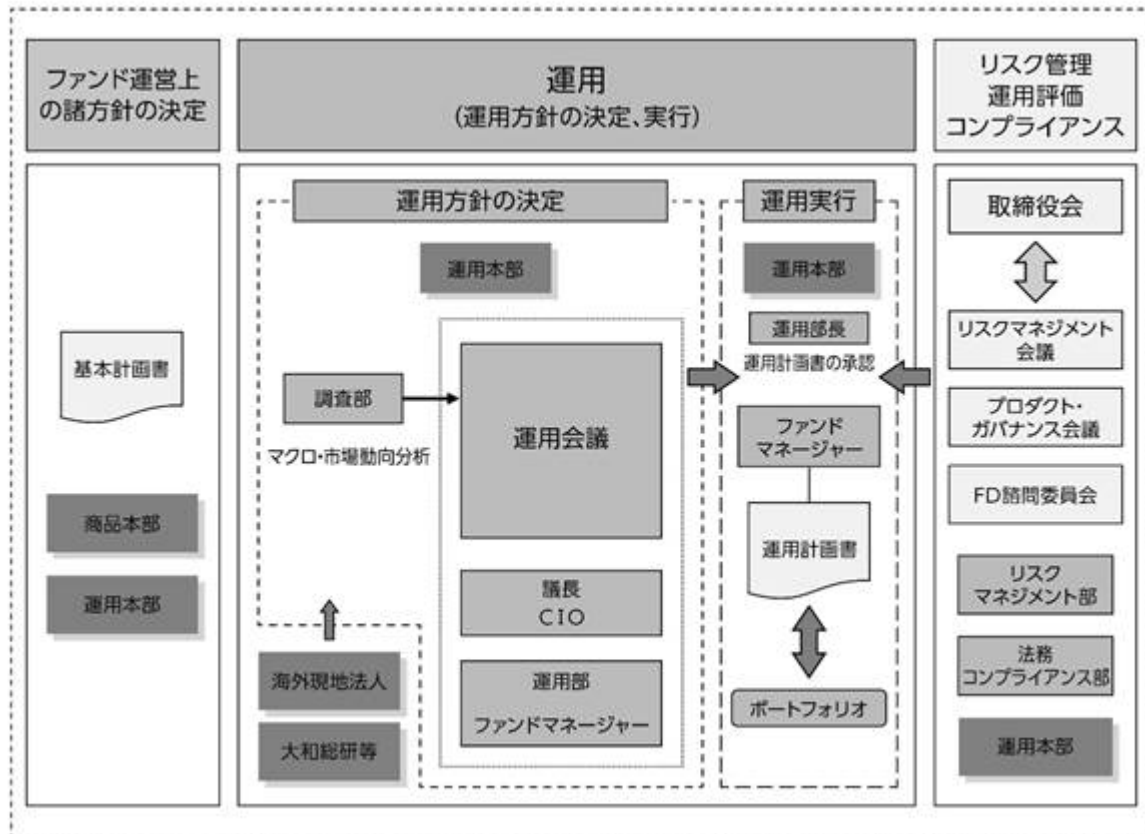 ファンド運営上
の諸方針の決定
運用
(運用方針の決定、実行)
リスク管理
運用評価
コンプライアンス
基本計画書
商品本部
運用本部
運用方針の決定
運用本部
調査部
マクロ・市場動向分析
運用会議
議長
CIO
運用部
ファンドマネージャー
海外現地法人
大和総研等
運用実行
運用本部
運用部長
運用計画書の承認
ファンド
マネージャー
運用計画書
ポートフォリオ
取締役会
リスクマネジメント
会議
プロダクト・
ガバナンス会議
FD諮問委員会
リスク
マネジメント部
法務
コンプライアンス部
運用本部